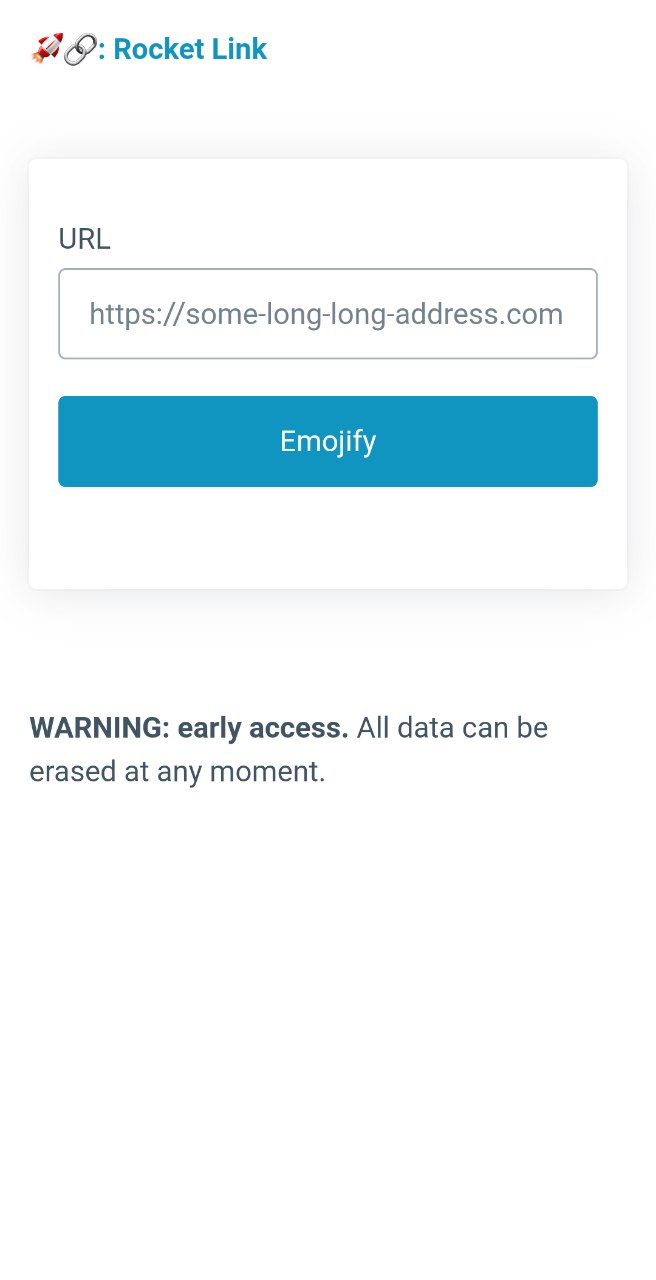 🚀🔗: Rocket Link
URL
https://some-long-long-address.com
Emojify
WARNING: early access. All data can be
erased at any moment.